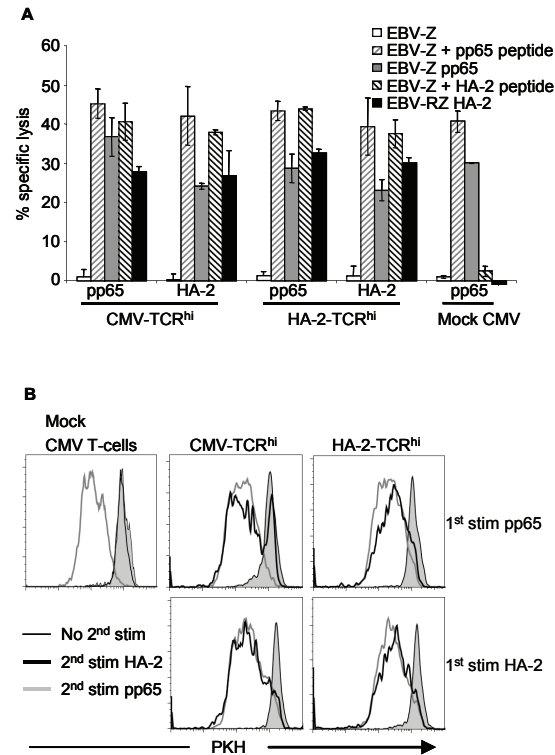 A
60
50
40
30
20
10
0
% specific lysis
EBV-Z
EBV-Z + pp65 peptide
EBV-Z pp65
EBV-Z + HA-2 peptide
EBV-RZ HA-2
pp65 HA-2 pp65 HA-2 pp65
CMV-TCRhi HA-2-TCRhi Mock CMV
B
Mock
CMV T-cells CMV-TCRhi HA-2-TCRhi
1st stim pp65
No 2nd stim
2nd stim HA-2
2nd stim pp65
1st stim HA-2
PKH